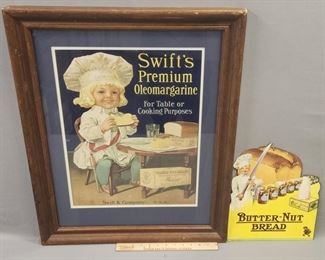 Swift's
Premium
Oleomargarine
For Table or
Cooking Purposes
Swift & Company
U.S.A.
BUTTER-NUT
BREAD